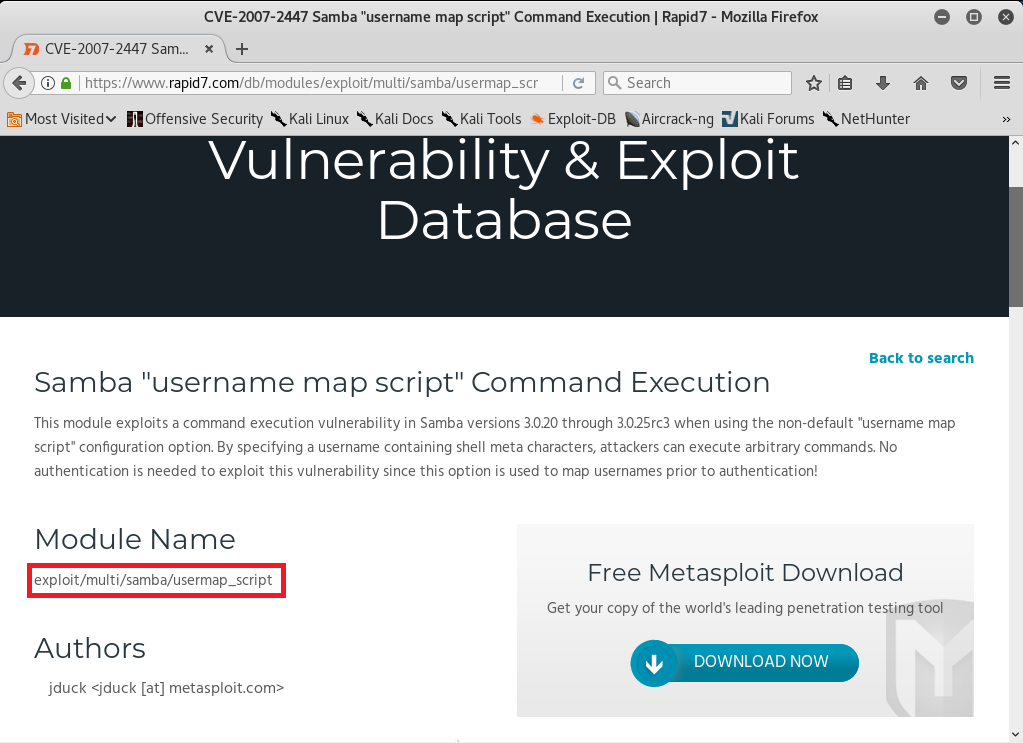 CVE-2007-2447 Samba "username map script" Command Execution | Rapid7 - Mozilla Firefox
CVE-2007-2447 Sam...
https://www.rapid7.com/db/modules/exploit/multi/samba/usermap_scr
Search
Most Visited
Offensive Security
Kali Linux
Kali Docs
Kali Tools
Exploit-DB
Aircrack-ng
Kali Forums
NetHunter
»
Vulnerability & Exploit
Database
Back to search
Samba "username map script" Command Execution
This module exploits a command execution vulnerability in Samba versions 3.0.20 through 3.0.25rc3 when using the non-default "username map
script" configuration option. By specifying a username containing shell meta characters, attackers can execute arbitrary commands. No
authentication is needed to exploit this vulnerability since this option is used to map usernames prior to authentication!
Module Name
exploit/multi/samba/usermap_script
Authors
jduck <jduck [at] metasploit.com>
Free Metasploit Download
Get your copy of the world's leading penetration testing tool
DOWNLOAD NOW